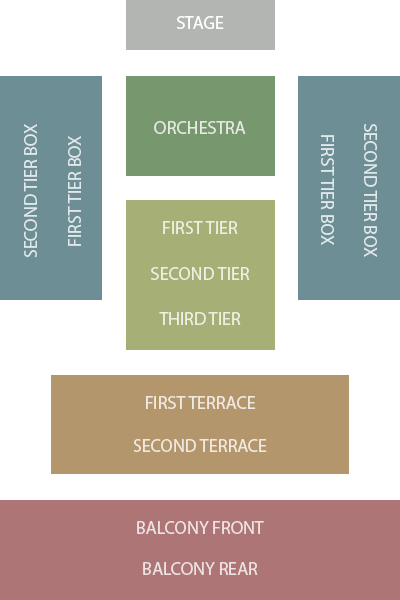 STAGE
SECOND TIER BOX
FIRST TIER BOX
ORCHESTRA
FIRST TIER BOX
SECOND TIER BOX
FIRST TIER
SECOND TIER
THIRD TIER
FIRST TERRACE
SECOND TERRACE
BALCONY FRONT
BALCONY REAR